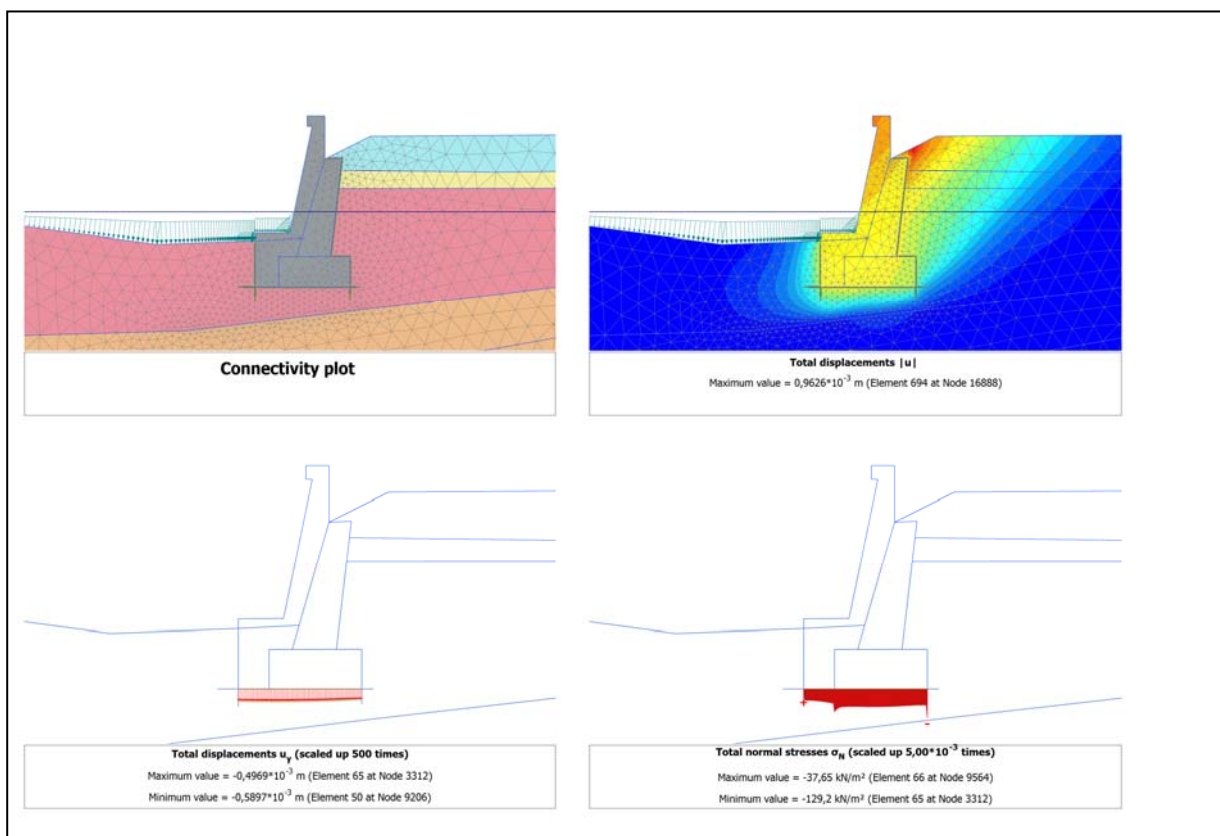 Connectivity plot
Total displacements |u|
Maximum value = 0,9626*10⁻³ m (Element 694 at Node 16888)
Total displacements u_y (scaled up 500 times)
Maximum value = -0,4969*10⁻³ m (Element 65 at Node 3312)
Minimum value = -0,5897*10⁻³ m (Element 50 at Node 9206)
Total normal stresses σ_N (scaled up 5,00*10⁻³ times)
Maximum value = -37,65 kN/m² (Element 66 at Node 9564)
Minimum value = -129,2 kN/m² (Element 65 at Node 3312)